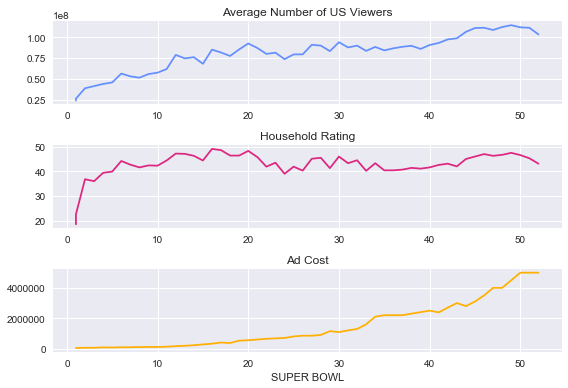 Average Number of US Viewers
1e8
1.00
0.75
0.50
0.25
0 10 20 30 40 50
Household Rating
50
40
30
20
0 10 20 30 40 50
Ad Cost
4000000
2000000
0
0 10 20 30 40 50
SUPER BOWL